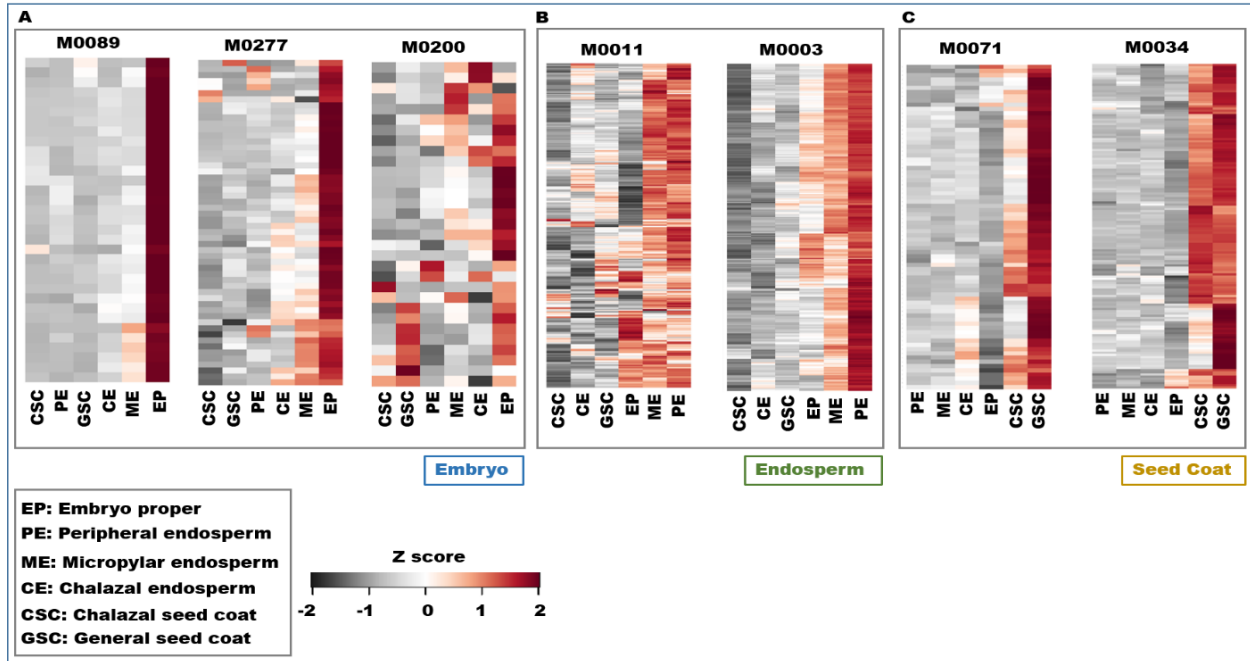 A
B
C
M0089
M0277
M0200
M0011
M0003
M0071
M0034
CSC PE GSC CE ME EP
CSC GSC PE CE ME EP
CSC GSC PE ME CE EP
CSC CE GSC EP ME PE
CSC CE GSC EP ME PE
PE ME CE EP CSC GSC
PE ME CE EP CSC GSC
Embryo
Endosperm
Seed Coat
EP: Embryo proper
PE: Peripheral endosperm
ME: Micropylar endosperm
CE: Chalazal endosperm
CSC: Chalazal seed coat
GSC: General seed coat
Z score
-2 -1 0 1 2